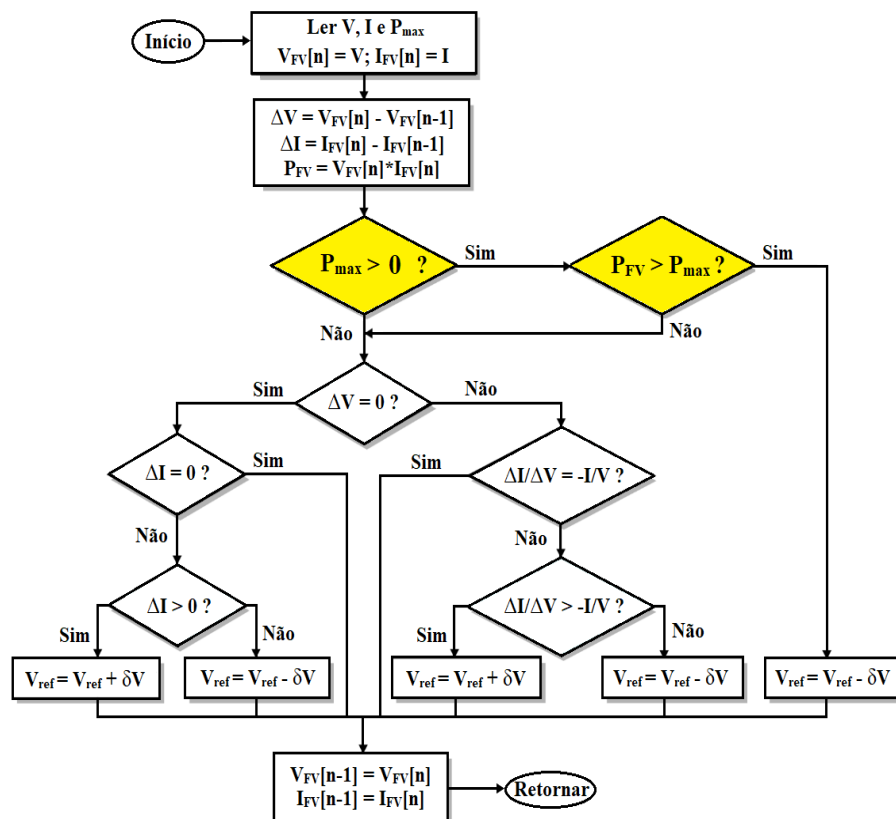 Início
Ler V, I e Pmax
VFV[n] = V; IFV[n] = I
ΔV = VFV[n] - VFV[n-1]
ΔI = IFV[n] - IFV[n-1]
PFV = VFV[n]*IFV[n]
Pmax > 0 ?
Sim
PFV > Pmax ?
Sim
Não
Não
Sim
ΔV = 0 ?
Não
ΔI = 0 ?
Sim
Sim
ΔI/ΔV = -I/V ?
Não
Não
ΔI > 0 ?
ΔI/ΔV > -I/V ?
Sim
Não
Sim
Não
Vref = Vref + δV
Vref = Vref - δV
Vref = Vref + δV
Vref = Vref - δV
Vref = Vref - δV
VFV[n-1] = VFV[n]
IFV[n-1] = IFV[n]
Retornar